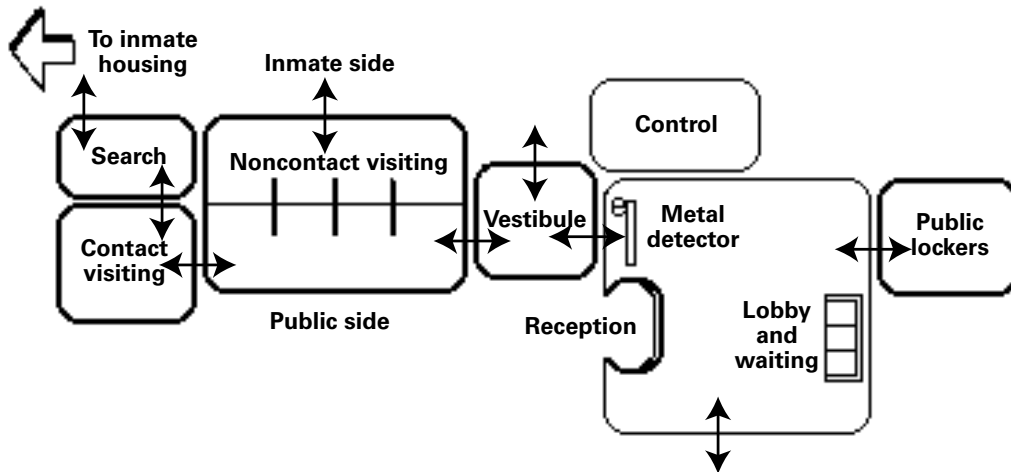 To inmate
housing
Inmate side
Control
Search
Noncontact visiting
Vestibule
Metal
detector
Public
lockers
Contact
visiting
Public side
Reception
Lobby
and
waiting